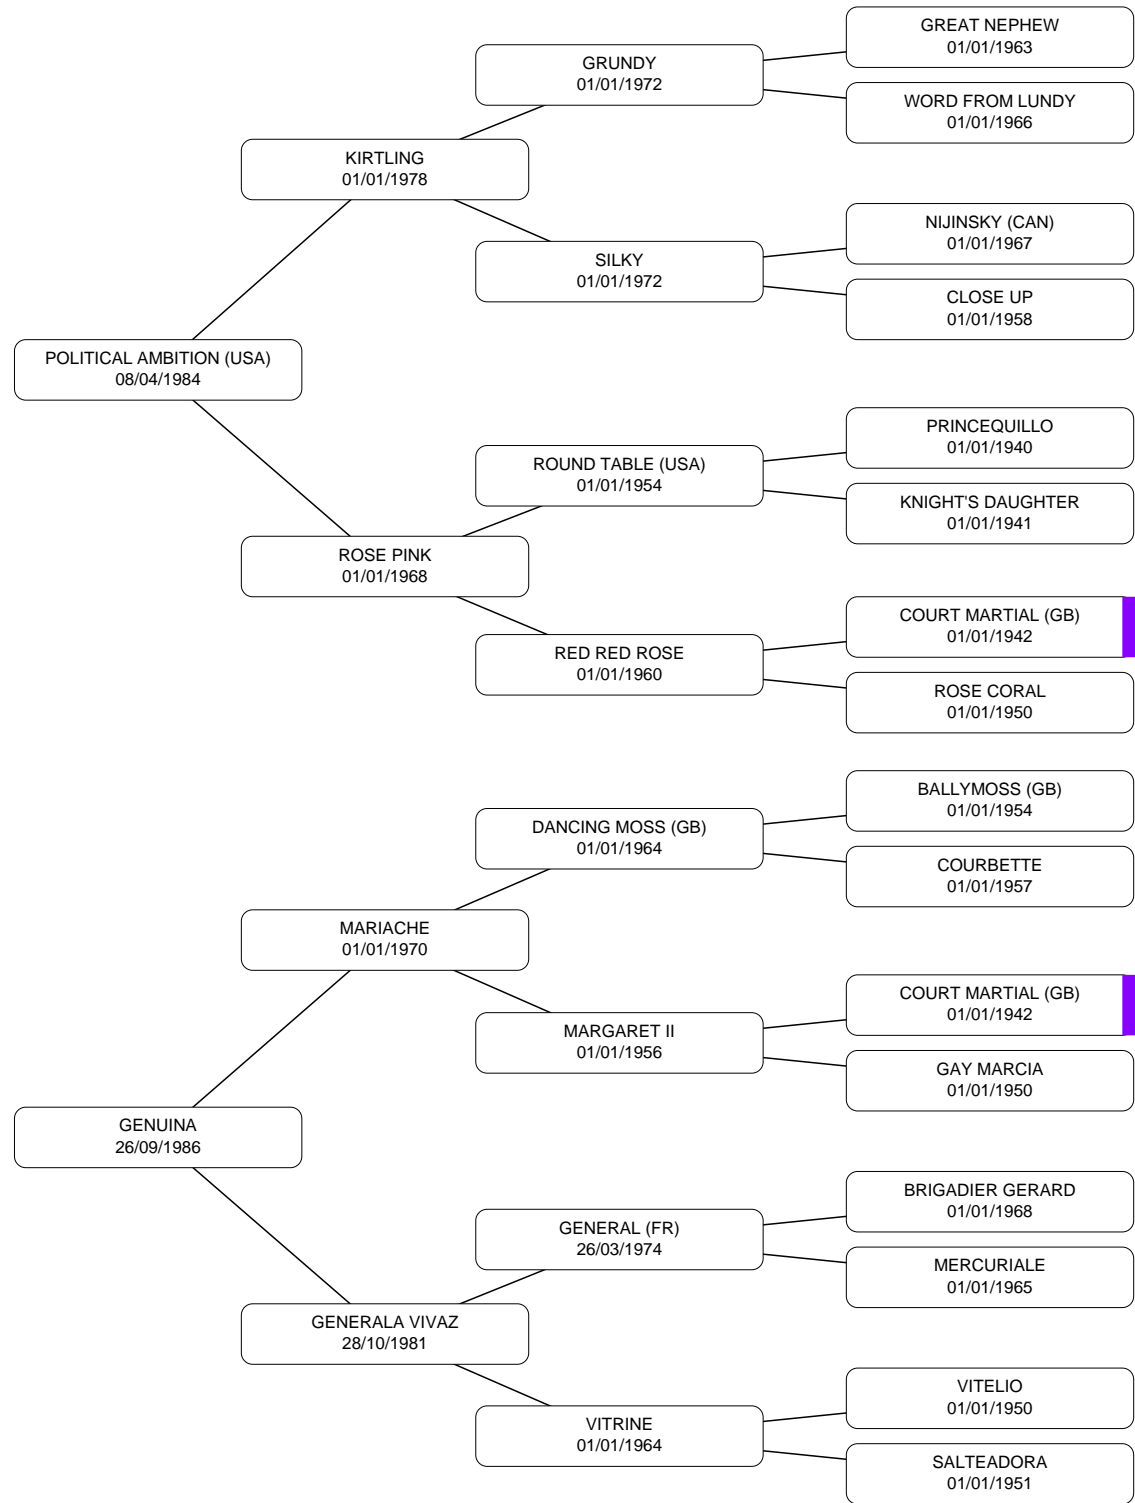 GREAT NEPHEW
01/01/1963
GRUNDY
01/01/1972
WORD FROM LUNDY
01/01/1966
KIRTLING
01/01/1978
NIJINSKY (CAN)
01/01/1967
SILKY
01/01/1972
CLOSE UP
01/01/1958
POLITICAL AMBITION (USA)
08/04/1984
PRINCEQUILLO
01/01/1940
ROUND TABLE (USA)
01/01/1954
KNIGHT'S DAUGHTER
01/01/1941
ROSE PINK
01/01/1968
COURT MARTIAL (GB)
01/01/1942
RED RED ROSE
01/01/1960
ROSE CORAL
01/01/1950
BALLYMOSS (GB)
01/01/1954
DANCING MOSS (GB)
01/01/1964
COURBETTE
01/01/1957
MARIACHE
01/01/1970
COURT MARTIAL (GB)
01/01/1942
MARGARET II
01/01/1956
GAY MARCIA
01/01/1950
GENUINA
26/09/1986
BRIGADIER GERARD
01/01/1968
GENERAL (FR)
26/03/1974
MERCURIALE
01/01/1965
GENERALA VIVAZ
28/10/1981
VITELIO
01/01/1950
VITRINE
01/01/1964
SALTEADORA
01/01/1951